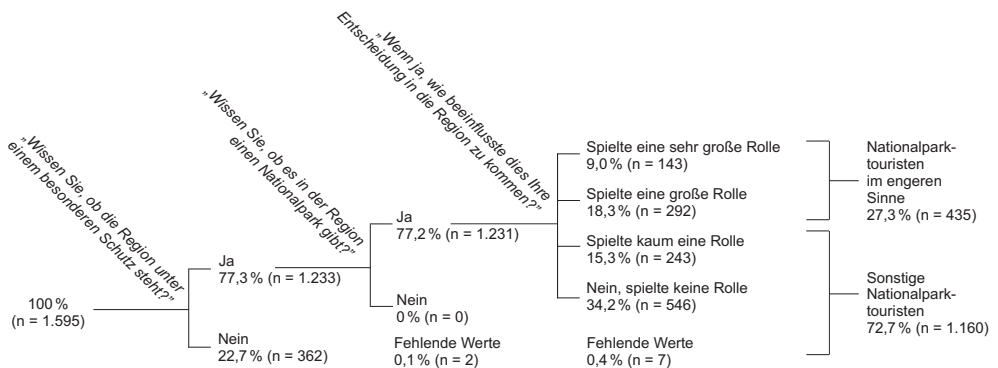 „Wissen Sie, ob die Region unter
einem besonderen Schutz steht?"
„Wissen Sie, ob es in der Region
einen Nationalpark gibt?"
„Wenn ja, wie beeinflusste dies Ihre
Entscheidung in die Region zu kommen?"
100 %
(n = 1.595)
Ja
77,3 % (n = 1.233)
Nein
22,7 % (n = 362)
Ja
77,2 % (n = 1.231)
Nein
0 % (n = 0)
Fehlende Werte
0,1 % (n = 2)
Spielte eine sehr große Rolle
9,0 % (n = 143)
Spielte eine große Rolle
18,3 % (n = 292)
Spielte kaum eine Rolle
15,3 % (n = 243)
Nein, spielte keine Rolle
34,2 % (n = 546)
Fehlende Werte
0,4 % (n = 7)
Nationalpark-
touristen
im engeren
Sinne
27,3 % (n = 435)
Sonstige
Nationalpark-
touristen
72,7 % (n = 1.160)